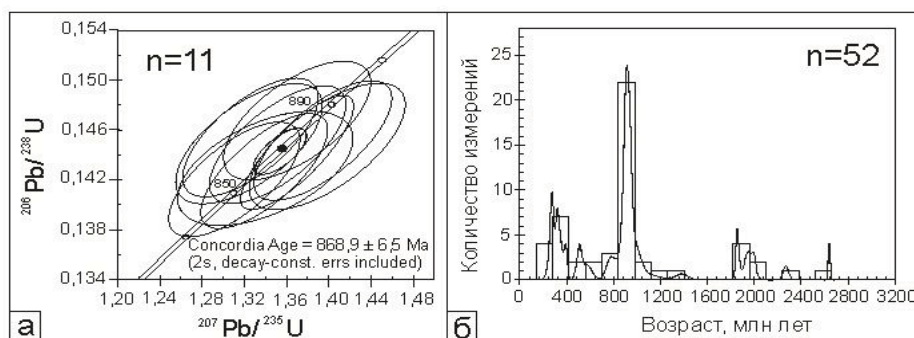 0,154
0,150
0,146
0,142
0,138
0,134
206Pb/238U
n=11
890
850
Concordia Age = 868,9 ± 6,5 Ma
(2s, decay-const. errs included)
1,20 1,24 1,28 1,32 1,36 1,40 1,44 1,48
207Pb/235U
а
25
20
15
10
5
0
Количество измерений
n=52
0 400 800 1200 1600 2000 2400 2800 3200
Возраст, млн лет
б